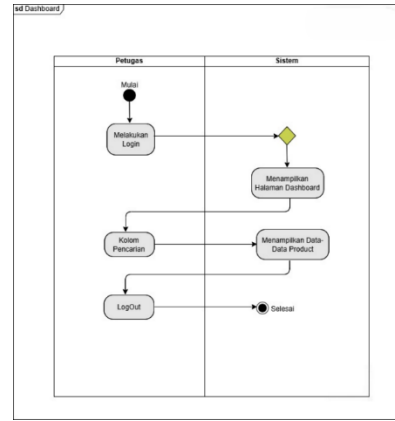 sd Dashboard
Petugas
Sistem
Mulai
Melakukan
Login
Menampilkan
Halaman Dashboard
Kolom
Pencarian
Menampilkan Data-
Data Product
LogOut
Selesai